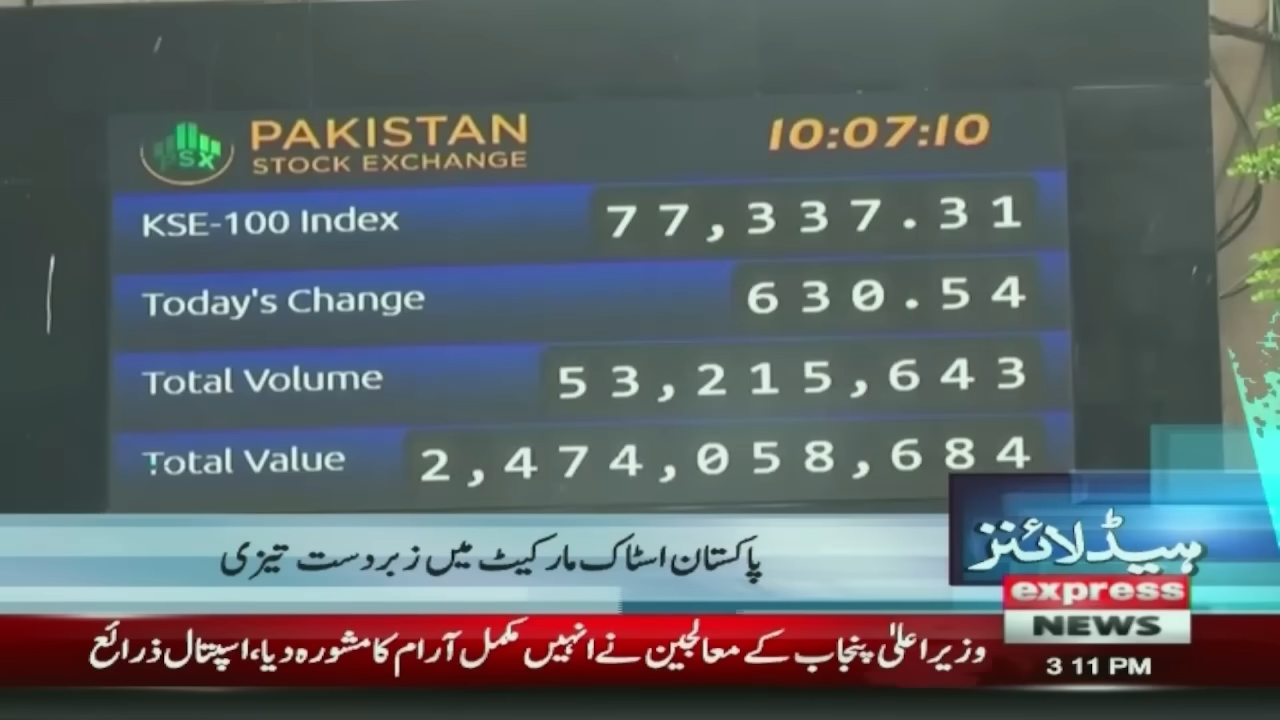 PSX
PAKISTAN
STOCK EXCHANGE
10:07:10
KSE-100 Index 77,337.31
Today's Change 630.54
Total Volume 53,215,643
Total Value 2,474,058,684
ہیڈلائنز
پاکستان اسٹاک مارکیٹ میں زبردست تیزی
express
NEWS
وزیراعلیٰ پنجاب کے معالجین نے انہیں مکمل آرام کا مشورہ دیا،اسپتال ذرائع
3 11 PM